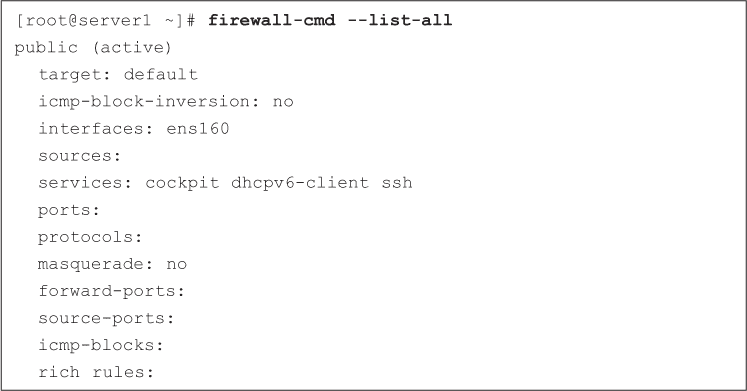 [root@server1 ~]# firewall-cmd --list-all
public (active)
target: default
icmp-block-inversion: no
interfaces: ens160
sources:
services: cockpit dhcpv6-client ssh
ports:
protocols:
masquerade: no
forward-ports:
source-ports:
icmp-blocks:
rich rules: